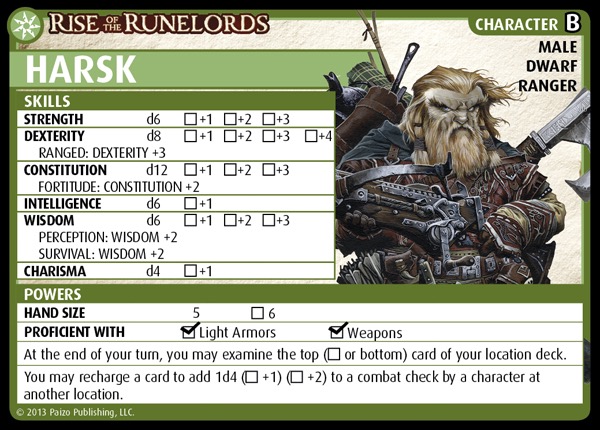 RISE OF THE RUNELORDS
CHARACTER B
HARSK
MALE
DWARF
RANGER
SKILLS
STRENGTH d6 ☐+1 ☐+2 ☐+3
DEXTERITY d8 ☐+1 ☐+2 ☐+3 ☐+4
RANGED: DEXTERITY +3
CONSTITUTION d12 ☐+1 ☐+2 ☐+3
FORTITUDE: CONSTITUTION +2
INTELLIGENCE d6 ☐+1
WISDOM d6 ☐+1 ☐+2 ☐+3
PERCEPTION: WISDOM +2
SURVIVAL: WISDOM +2
CHARISMA d4 ☐+1
POWERS
HAND SIZE 5 ☐ 6
PROFICIENT WITH ☑ Light Armors ☑ Weapons
At the end of your turn, you may examine the top (☐ or bottom) card of your location deck.
You may recharge a card to add 1d4 (☐ +1) (☐ +2) to a combat check by a character at
another location.
© 2013 Paizo Publishing, LLC.